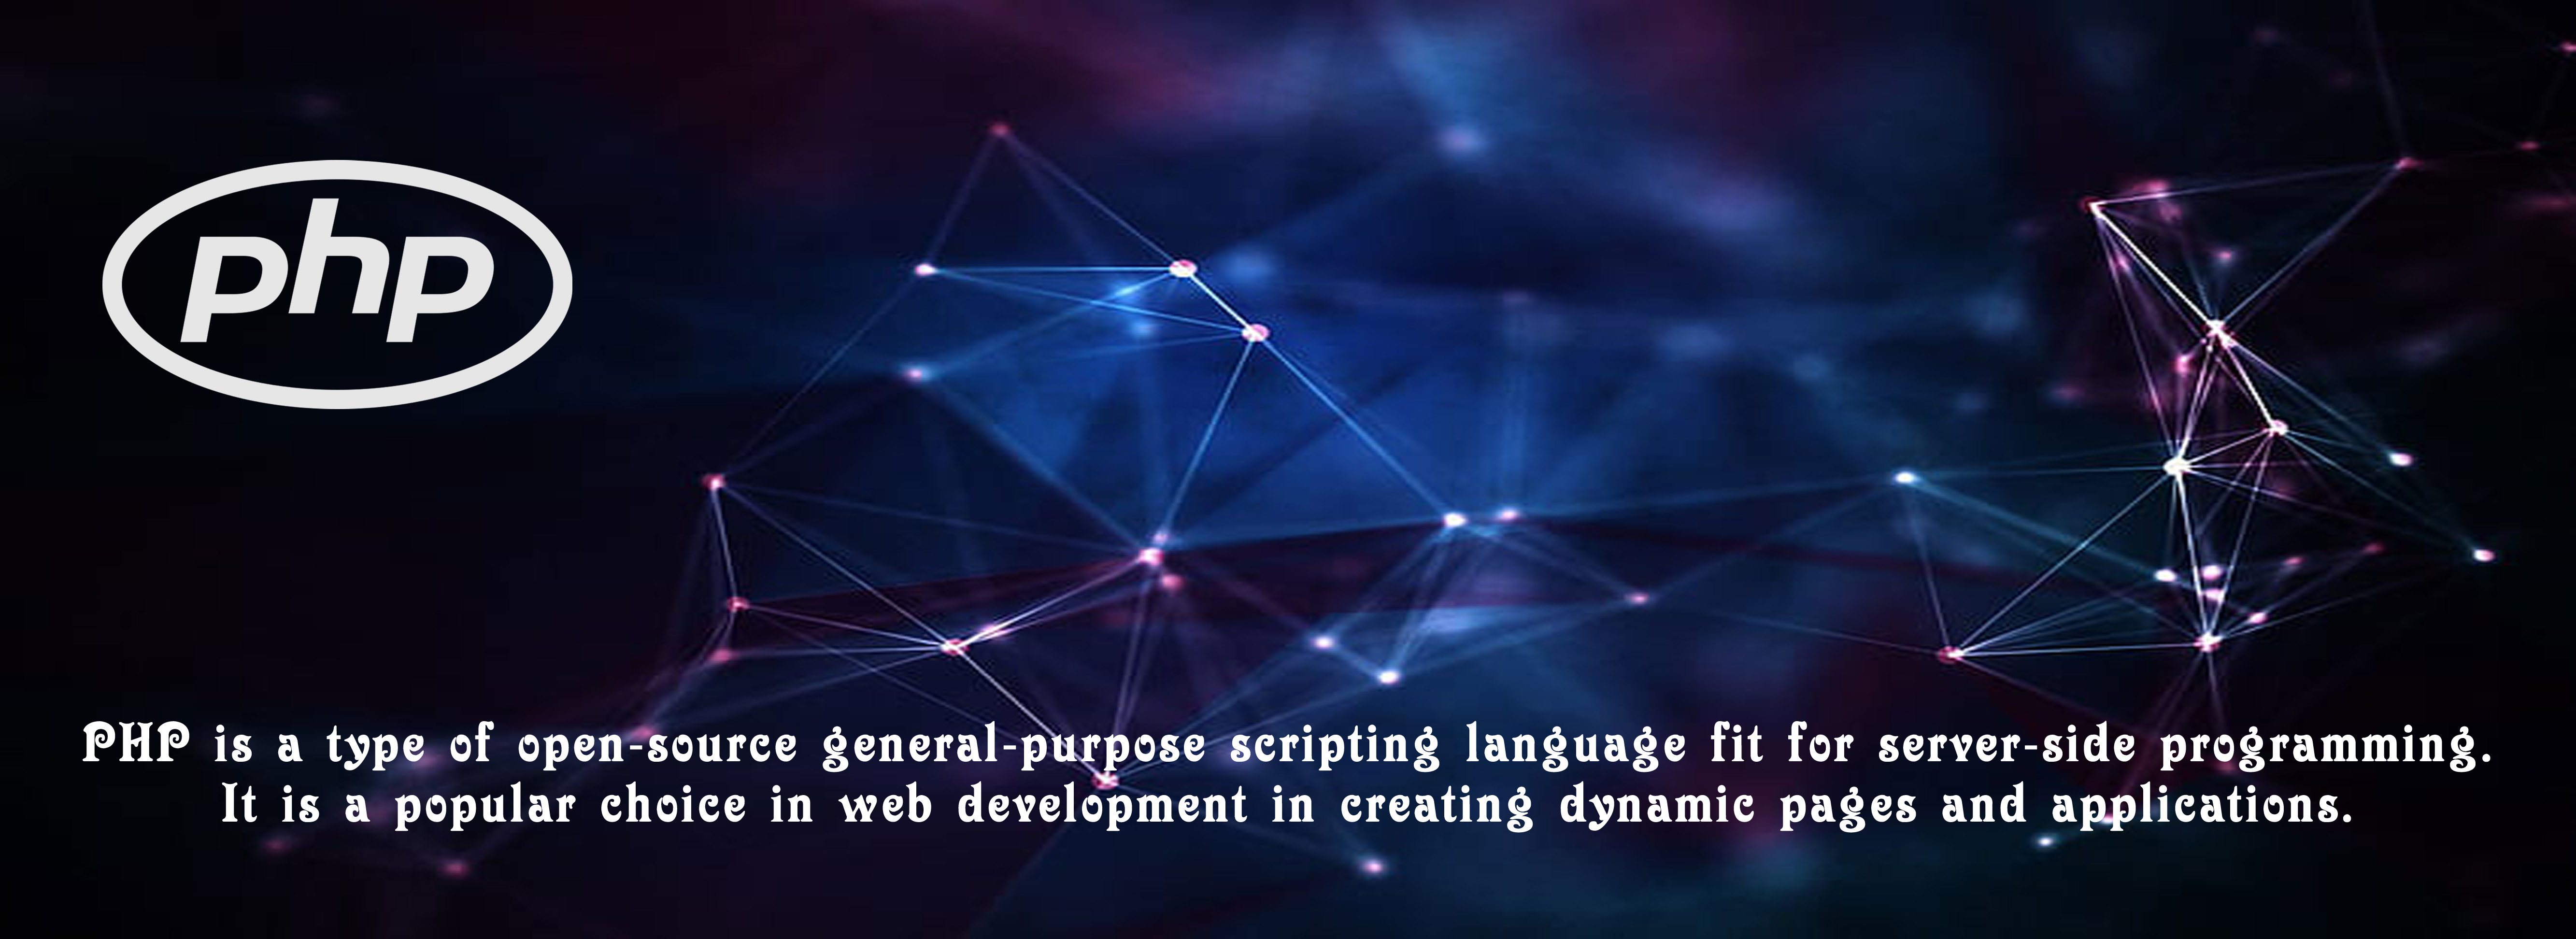 php
PHP is a type of open-source general-purpose scripting language fit for server-side programming.
It is a popular choice in web development in creating dynamic pages and applications.